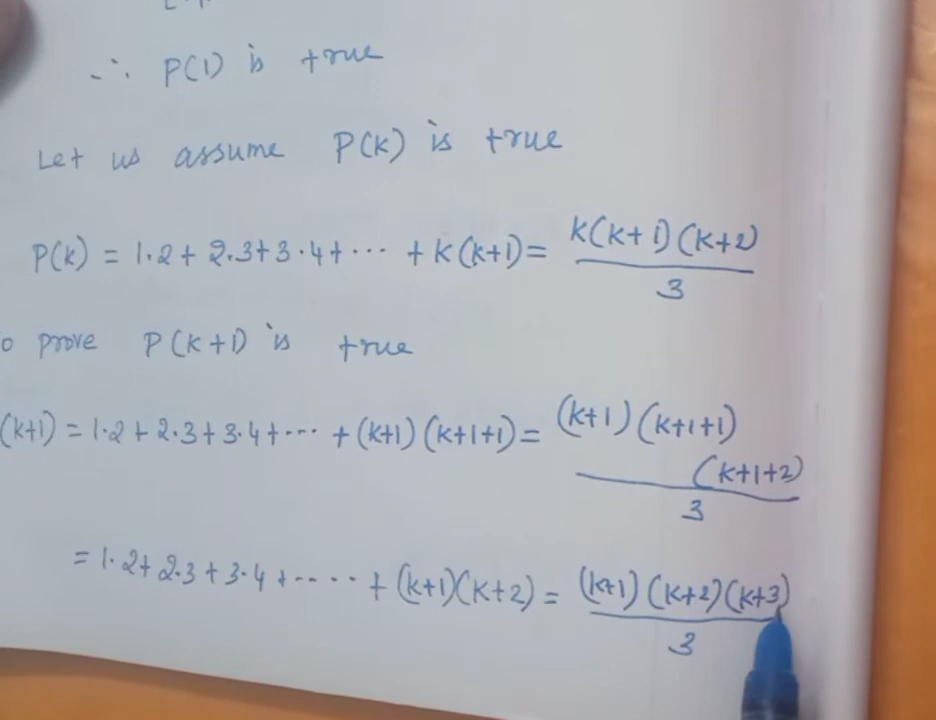 ∴ P(1) is true
Let us assume P(k) is true
P(k) = 1.2 + 2.3 + 3.4 + ... + k(k+1) = k(k+1)(k+2) / 3
prove P(k+1) is true
(k+1) = 1.2 + 2.3 + 3.4 + ... + (k+1)(k+1+1) = (k+1)(k+1+1)(k+1+2) / 3
= 1.2 + 2.3 + 3.4 + ..... + (k+1)(k+2) = (k+1)(k+2)(k+3) / 3